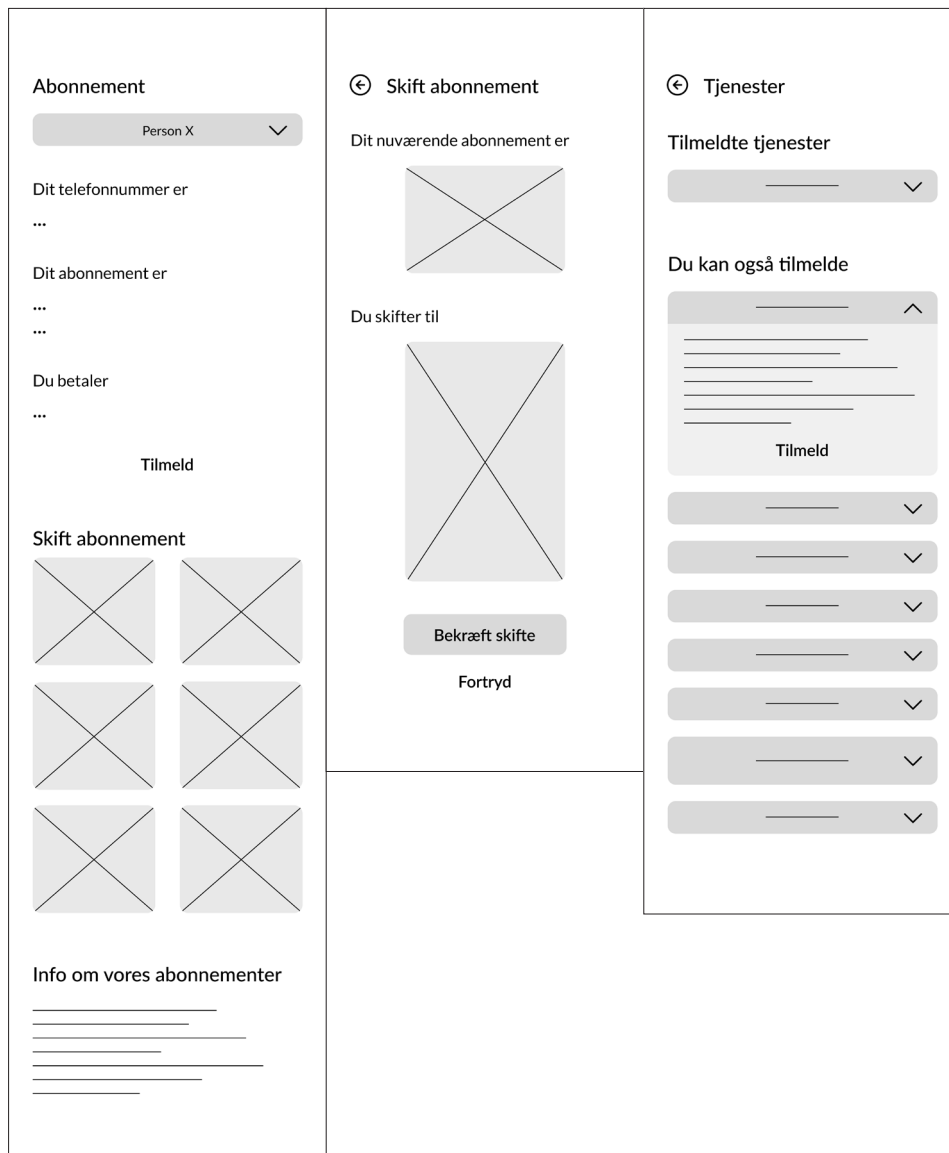 Abonnement
Person X
Dit telefonnummer er
...
Dit abonnement er
...
...
Du betaler
...
Tilmeld
Skift abonnement
Info om vores abonnementer
Skift abonnement
Dit nuværende abonnement er
Du skifter til
Bekræft skifte
Fortryd
Tjenester
Tilmeldte tjenester
Du kan også tilmelde
Tilmeld